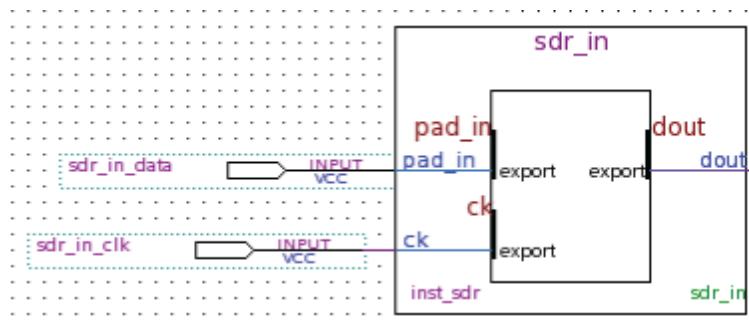 sdr_in
pad_in
dout
sdr_in_data
INPUT
VCC
pad_in
export
export
dout
ck
sdr_in_clk
INPUT
VCC
ck
export
inst_sdr
sdr_in